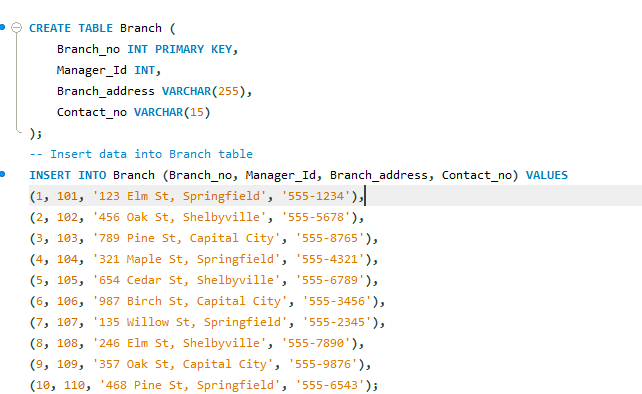 CREATE TABLE Branch (
    Branch_no INT PRIMARY KEY,
    Manager_Id INT,
    Branch_address VARCHAR(255),
    Contact_no VARCHAR(15)
);
-- Insert data into Branch table
INSERT INTO Branch (Branch_no, Manager_Id, Branch_address, Contact_no) VALUES
(1, 101, '123 Elm St, Springfield', '555-1234'),
(2, 102, '456 Oak St, Shelbyville', '555-5678'),
(3, 103, '789 Pine St, Capital City', '555-8765'),
(4, 104, '321 Maple St, Springfield', '555-4321'),
(5, 105, '654 Cedar St, Shelbyville', '555-6789'),
(6, 106, '987 Birch St, Capital City', '555-3456'),
(7, 107, '135 Willow St, Springfield', '555-2345'),
(8, 108, '246 Elm St, Shelbyville', '555-7890'),
(9, 109, '357 Oak St, Capital City', '555-9876'),
(10, 110, '468 Pine St, Springfield', '555-6543');